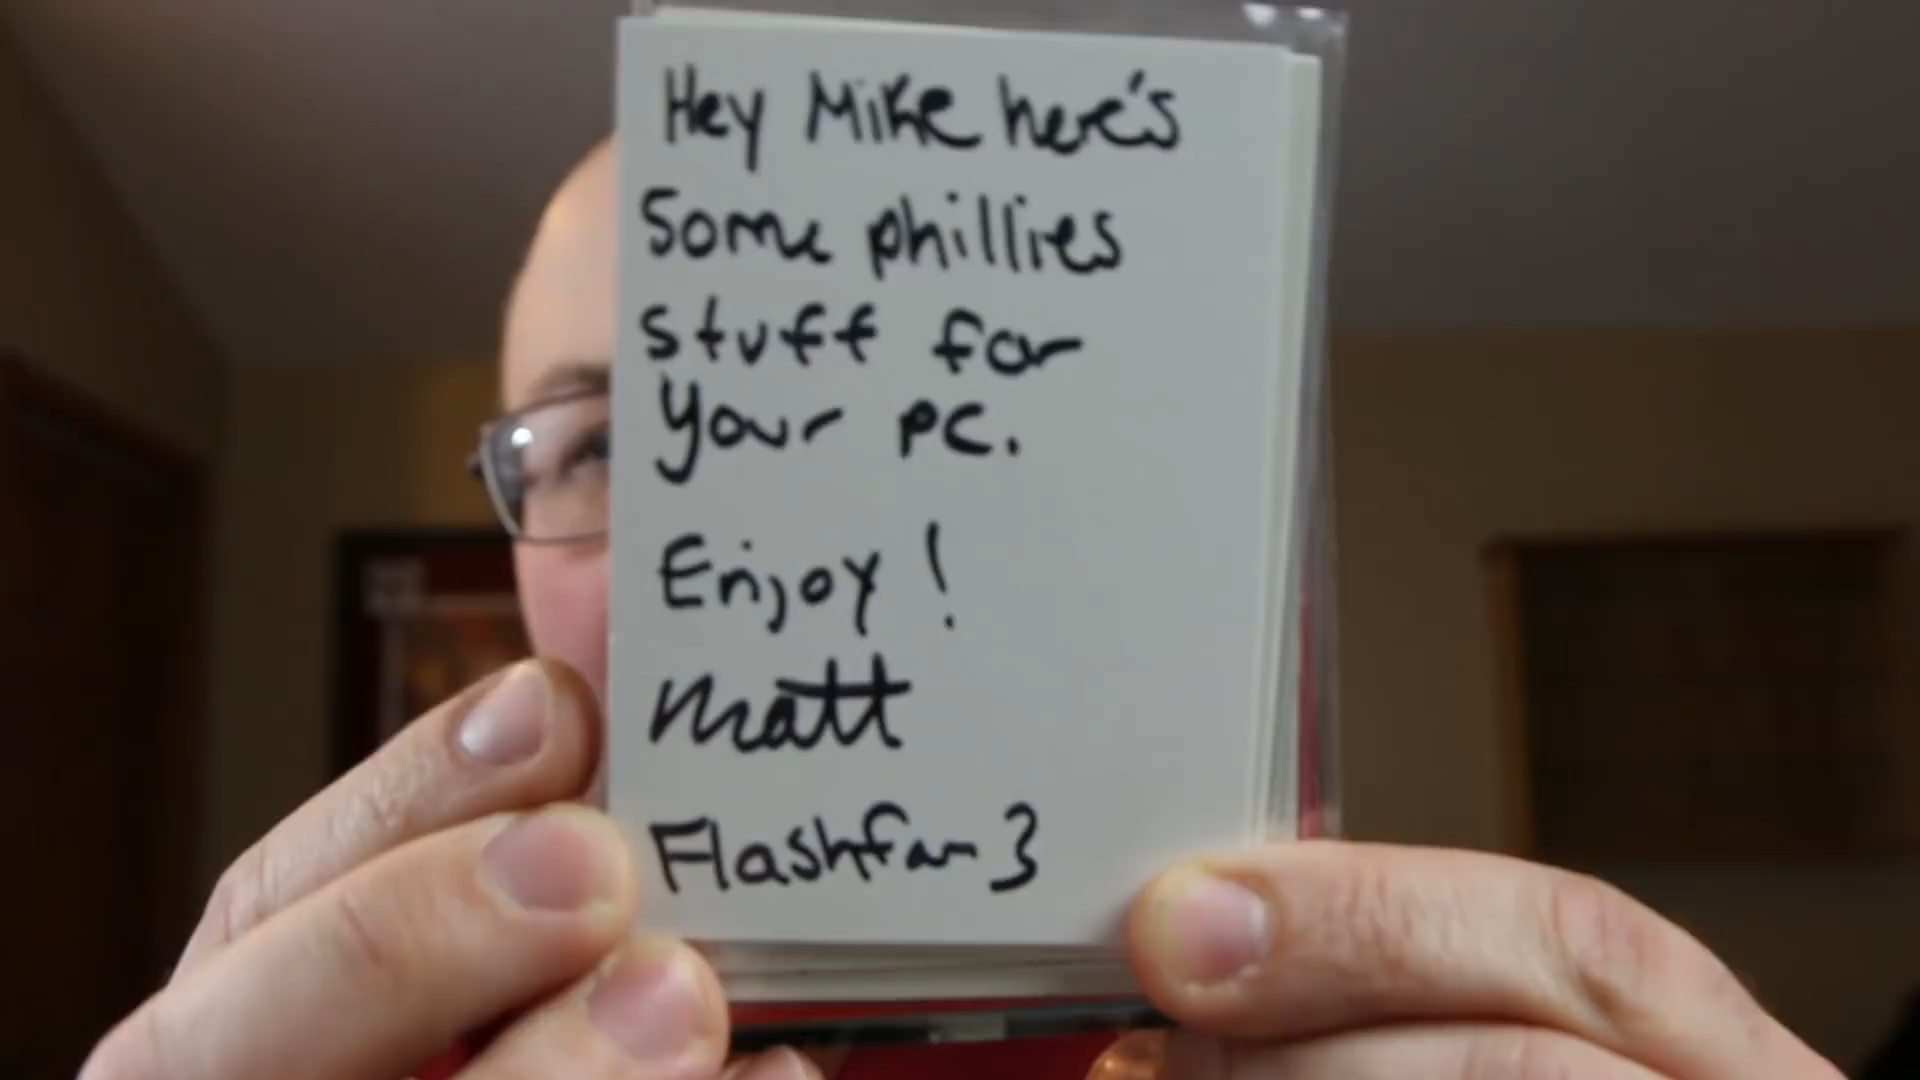 Hey Mike here's
Some phillies
stuff for
your pc.
Enjoy!
Matt
Flashfan3